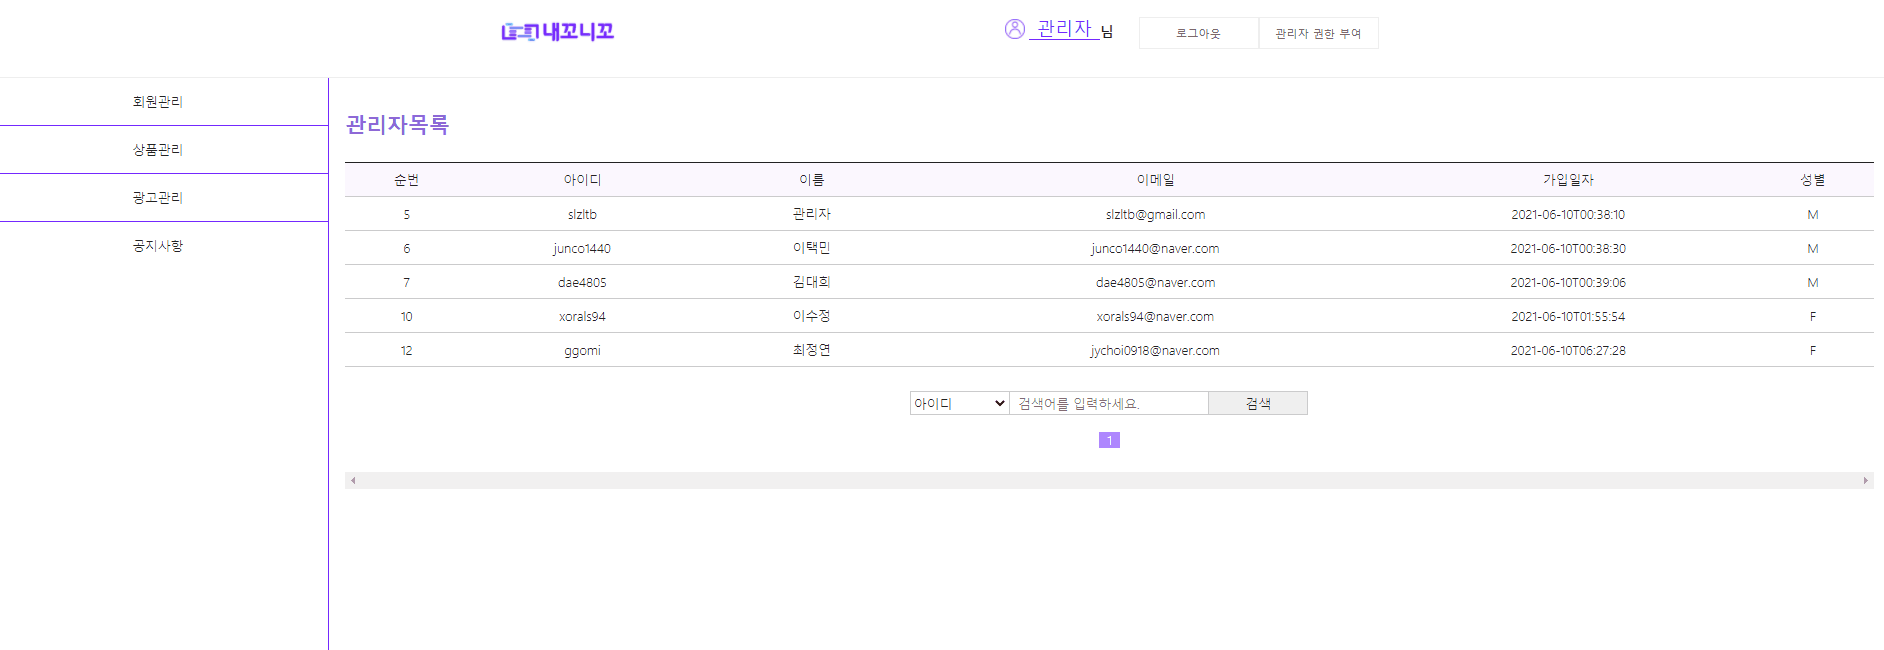 내꼬니꼬 관리자 님 로그아웃 관리자 권한 부여
회원관리
상품관리
광고관리
공지사항
관리자목록
순번 아이디 이름 이메일 가입일자 성별
5 slzltb 관리자 slzltb@gmail.com 2021-06-10T00:38:10 M
6 junco1440 이택민 junco1440@naver.com 2021-06-10T00:38:30 M
7 dae4805 김대희 dae4805@naver.com 2021-06-10T00:39:06 M
10 xorals94 이수정 xorals94@naver.com 2021-06-10T01:55:54 F
12 ggomi 최정연 jychoi0918@naver.com 2021-06-10T06:27:28 F
아이디 검색어를 입력하세요. 검색
1